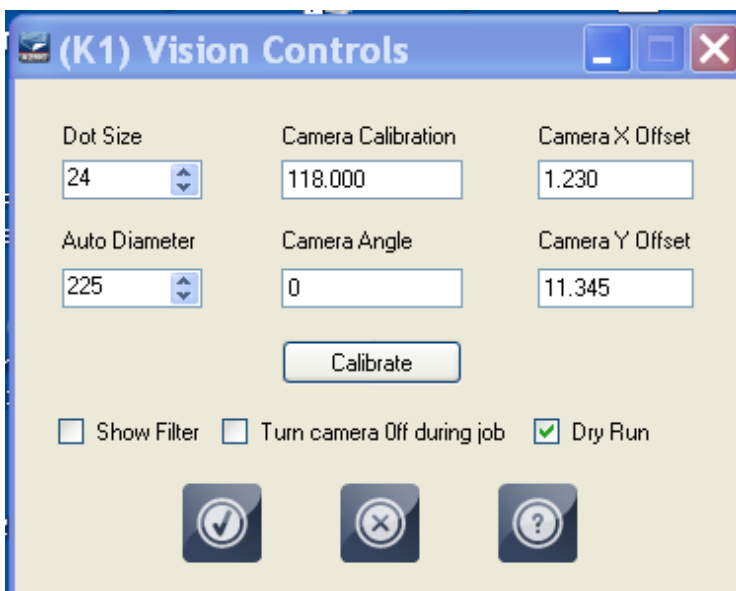 (K1) Vision Controls
Dot Size Camera Calibration Camera X Offset
24 118.000 1.230
Auto Diameter Camera Angle Camera Y Offset
225 0 11.345
Calibrate
Show Filter Turn camera Off during job Dry Run
?